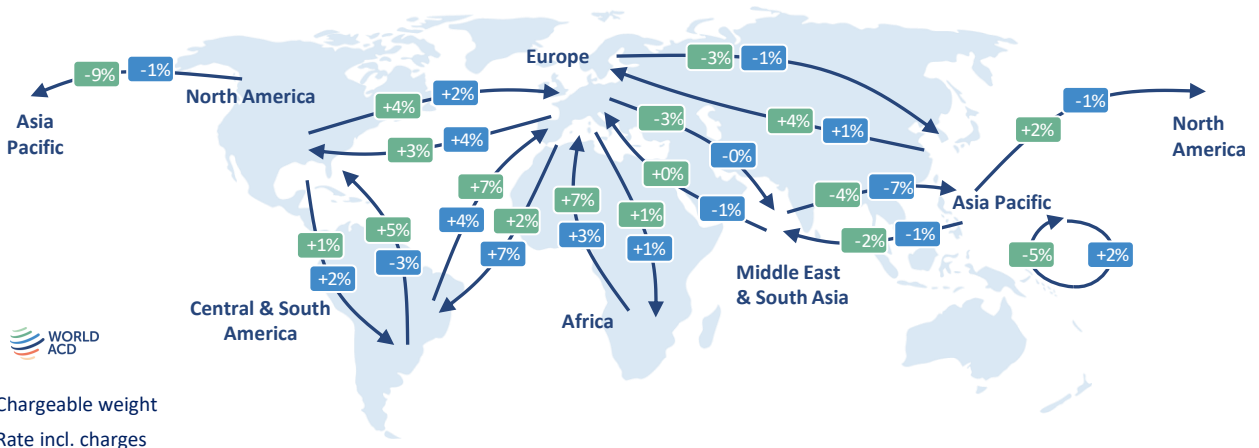 Europe
-3% -1%
-9% -1%
North America
Asia
Pacific
+4% +2%
+3% +4%
-3%
-0%
+4%
+1%
+2%
-1%
North
America
+0%
-1%
-4% -7%
Asia Pacific
-2% -1%
-5% +2%
+7%
+4%
+2%
+7%
+7%
+3%
+1%
+1%
+1%
+2%
+5%
-3%
Middle East
& South Asia
Central & South
America
Africa
WORLD
ACD
Chargeable weight
Rate incl. charges